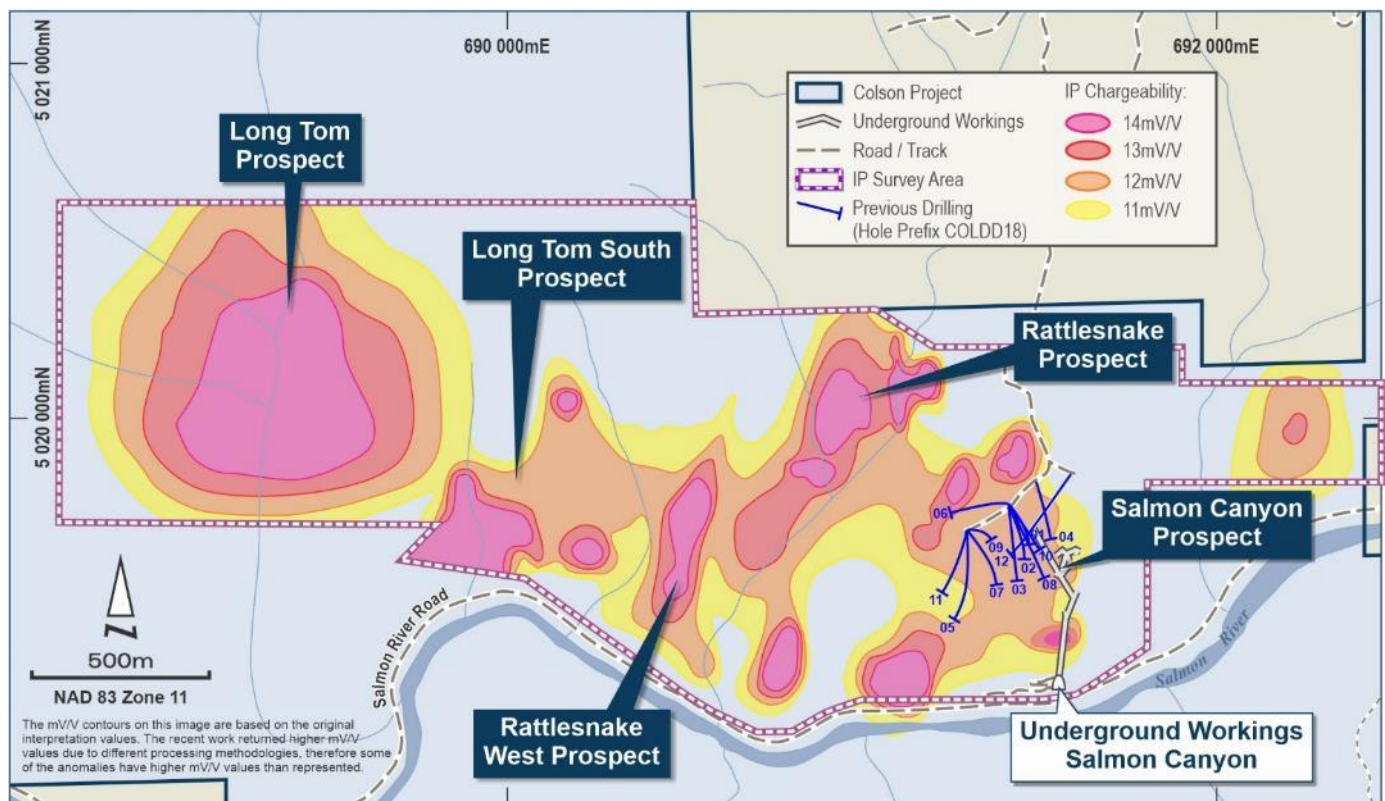 690 000mE
692 000mE
5 021 000mN
5 020 000mN
Colson Project
Underground Workings
Road / Track
IP Survey Area
Previous Drilling
(Hole Prefix COLDD18)
IP Chargeability:
14mV/V
13mV/V
12mV/V
11mV/V
Long Tom
Prospect
Long Tom South
Prospect
Rattlesnake
Prospect
Salmon Canyon
Prospect
06
09
12
02
10
04
11
07
03
08
05
Salmon River Road
Salmon River
Rattlesnake
West Prospect
Underground Workings
Salmon Canyon
N
500m
NAD 83 Zone 11
The mV/V contours on this image are based on the original
interpretation values. The recent work returned higher mV/V
values due to different processing methodologies, therefore some
of the anomalies have higher mV/V values than represented.